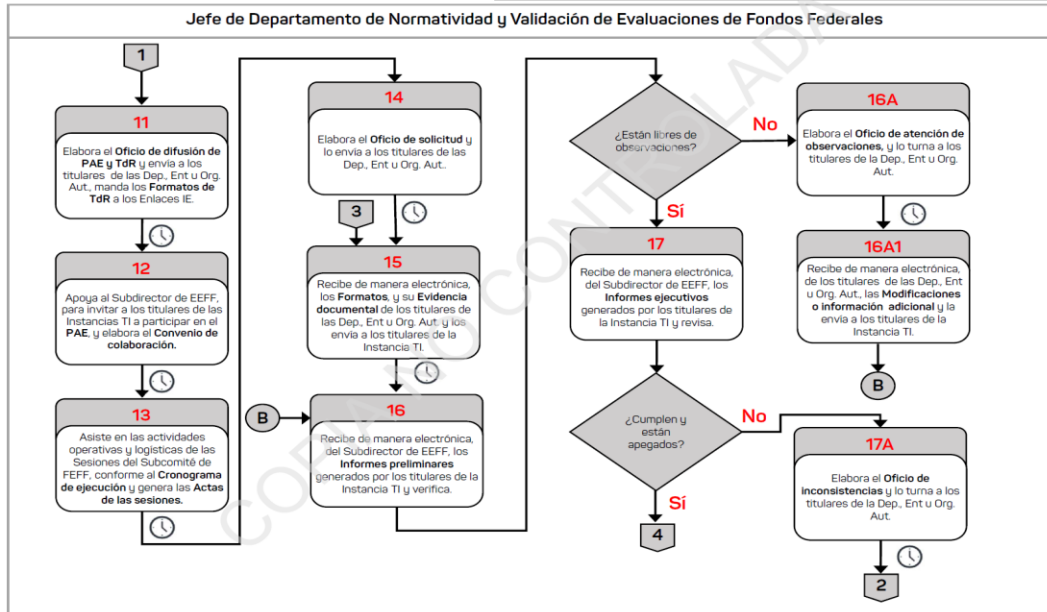 Jefe de Departamento de Normatividad y Validación de Evaluaciones de Fondos Federales
1
11
Elabora el Oficio de difusión de
PAE y TdR y envía a los
titulares de las Dep., Ent u Org.
Aut., manda los Formatos de
TdR a los Enlaces IE.
12
Apoya al Subdirector de EEFF,
para invitar a los titulares de las
Instancias TI a participar en el
PAE, y elabora el Convenio de
colaboración.
13
Asiste en las actividades
operativas y logísticas de las
Sesiones del Subcomité de
FEFF, conforme al Cronograma
de ejecución y genera las Actas
de las sesiones.
14
Elabora el Oficio de solicitud y
lo envía a los titulares de las
Dep., Ent u Org. Aut..
3
15
Recibe de manera electrónica,
los Formatos, y su Evidencia
documental de los titulares de
las Dep., Ent u Org. Aut. y los
envía a los titulares de la
Instancia TI.
B
16
Recibe de manera electrónica,
del Subdirector de EEFF, los
Informes preliminares
generados por los titulares de la
Instancia TI y verifica.
¿Están libres de
observaciones?
No
Sí
16A
Elabora el Oficio de atención de
observaciones, y lo turna a los
titulares de la Dep., Ent u Org.
Aut.
16A1
Recibe de manera electrónica,
de los titulares de las Dep., Ent
u Org. Aut., las Modificaciones
o información adicional y la
envía a los titulares de la
Instancia TI.
B
17
Recibe de manera electrónica,
del Subdirector de EEFF, los
Informes ejecutivos
generados por los titulares de
la Instancia TI y revisa.
¿Cumplen y
están
apegados?
No
Sí
4
17A
Elabora el Oficio de
inconsistencias y lo turna a los
titulares de la Dep., Ent u Org.
Aut.
2
COPIA NO CONTROLADA